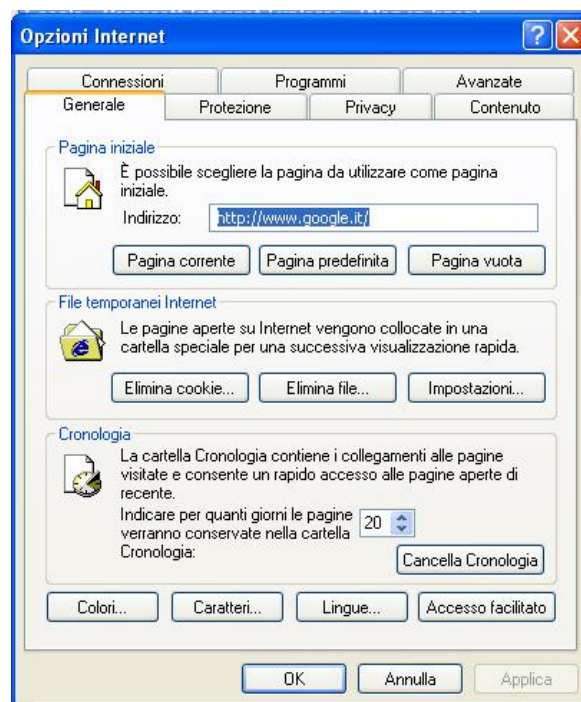 Opzioni Internet
Connessioni Programmi Avanzate
Generale Protezione Privacy Contenuto
Pagina iniziale
È possibile scegliere la pagina da utilizzare come pagina
iniziale.
Indirizzo: http://www.google.it/
Pagina corrente Pagina predefinita Pagina vuota
File temporanei Internet
Le pagine aperte su Internet vengono collocate in una
cartella speciale per una successiva visualizzazione rapida.
Elimina cookie... Elimina file... Impostazioni...
Cronologia
La cartella Cronologia contiene i collegamenti alle pagine
visitate e consente un rapido accesso alle pagine aperte di
recente.
Indicare per quanti giorni le pagine
verranno conservate nella cartella
Cronologia:
20
Cancella Cronologia
Colori... Caratteri... Lingue... Accesso facilitato
OK Annulla Applica